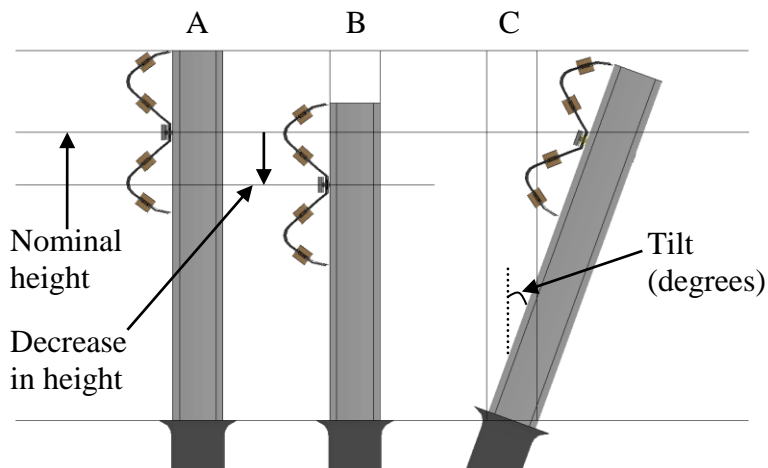 A
B
C
Nominal
height
Decrease
in height
Tilt
(degrees)